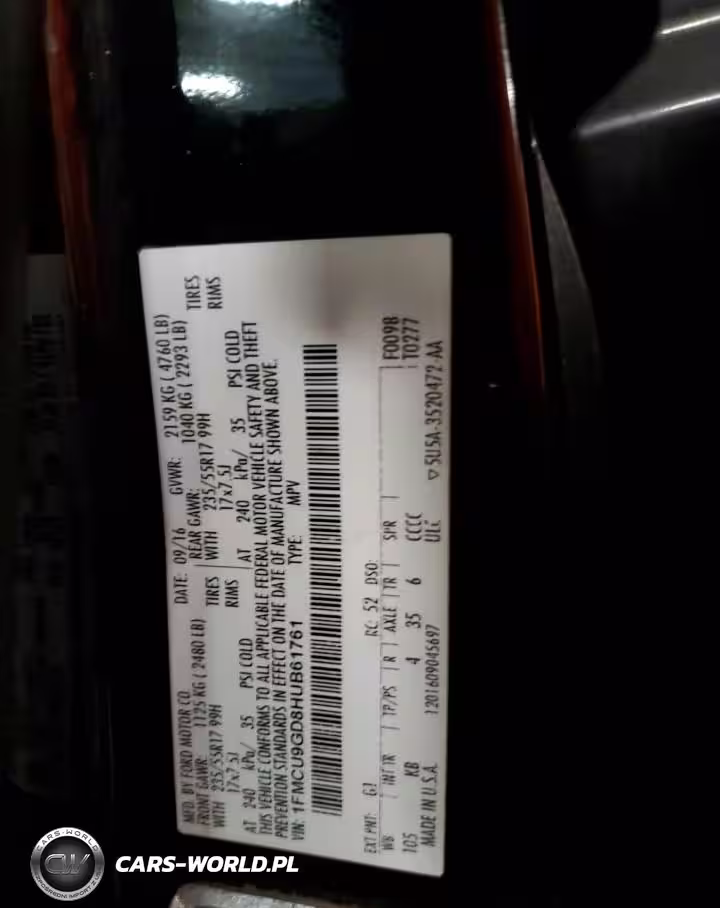 MFD. BY FORD MOTOR CO.
DATE: 09/16 GVWR: 2159 KG ( 4760 LB)
FRONT GAWR: 1125 KG ( 2480 LB) REAR GAWR: 1040 KG ( 2293 LB)
WITH 235/55R17 99H TIRES WITH 235/55R17 99H TIRES
17x7.5J RIMS 17x7.5J RIMS
AT 240 kPa/ 35 PSI COLD AT 240 kPa/ 35 PSI COLD
THIS VEHICLE CONFORMS TO ALL APPLICABLE FEDERAL MOTOR VEHICLE SAFETY AND THEFT
PREVENTION STANDARDS IN EFFECT ON THE DATE OF MANUFACTURE SHOWN ABOVE.
VIN: 1FMCU9GD8HUB61761 TYPE: MPV
EXT PNT: G1 RC: 52 DSO: F0098
WB INT TR TP/PS R AXLE TR SPR T0277
105 KB 4 35 6 CCCC
MADE IN U.S.A. 1201609045697 ULC ▽5U5A-3520472-AA
CARS-WORLD
CW
CARS-WORLD.PL